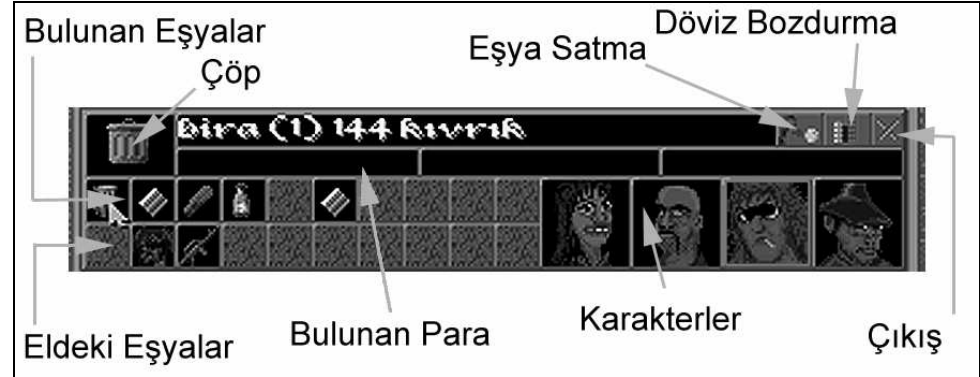 Bulunan Eşyalar
Çöp
Eşya Satma
Döviz Bozdurma
Bira (1) 144 kıvrık
Eldeki Eşyalar
Bulunan Para
Karakterler
Çıkış